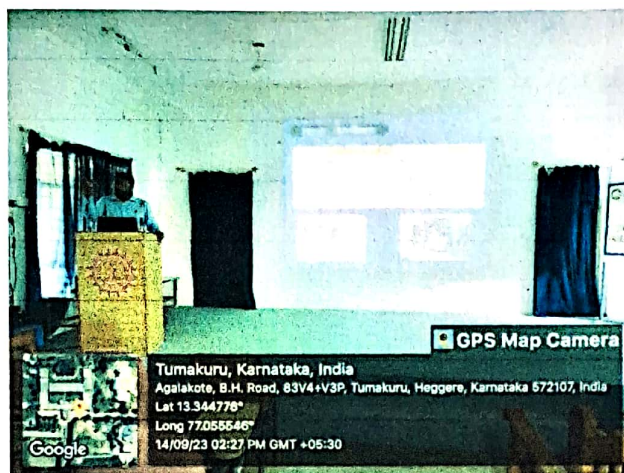 GPS Map Camera
Tumakuru, Karnataka, India
Agalakote, B.H. Road, 83V4+V3P, Tumakuru, Heggere, Karnataka 572107, India
Lat 13.344776°
Long 77.055546°
14/09/23 02:27 PM GMT +05:30
Google